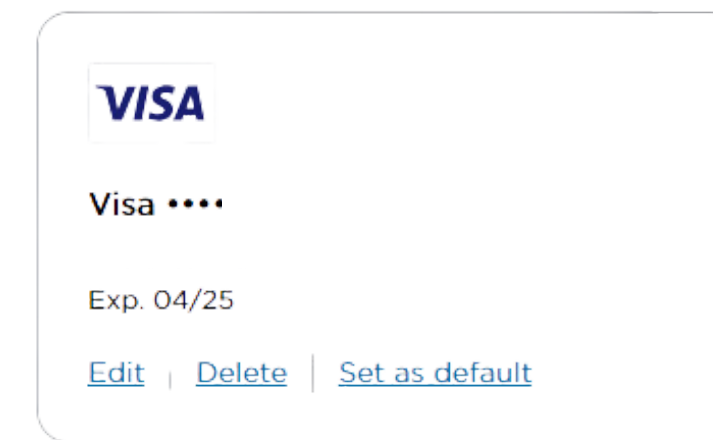 VISA
Visa ••••
Exp. 04/25
Edit | Delete | Set as default